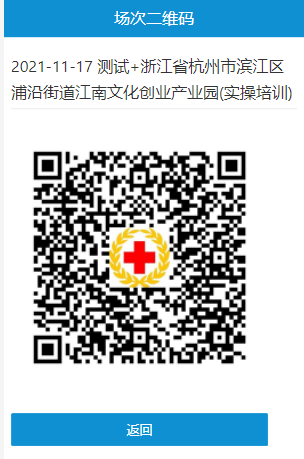 场次二维码
2021-11-17 测试+浙江省杭州市滨江区
浦沿街道江南文化创业产业园(实操培训)
返回